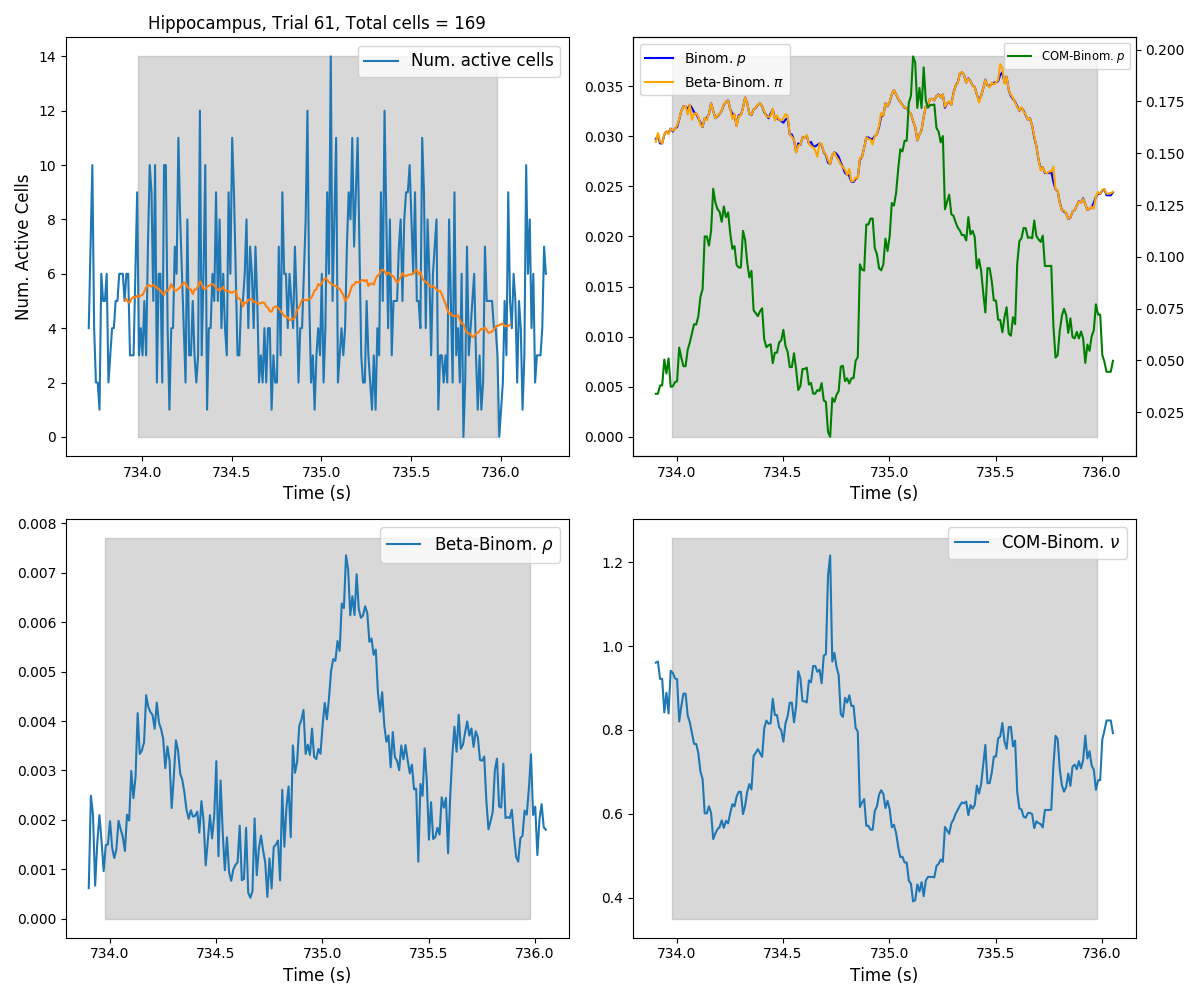 Hippocampus, Trial 61, Total cells = 169
Num. active cells
Num. Active Cells
14
12
10
8
6
4
2
0
734.0 734.5 735.0 735.5 736.0
Time (s)
Binom. p
Beta-Binom. π
COM-Binom. p
0.035
0.030
0.025
0.020
0.015
0.010
0.005
0.000
0.200
0.175
0.150
0.125
0.100
0.075
0.050
0.025
734.0 734.5 735.0 735.5 736.0
Time (s)
Beta-Binom. ρ
0.008
0.007
0.006
0.005
0.004
0.003
0.002
0.001
0.000
734.0 734.5 735.0 735.5 736.0
Time (s)
COM-Binom. ν
1.2
1.0
0.8
0.6
0.4
734.0 734.5 735.0 735.5 736.0
Time (s)